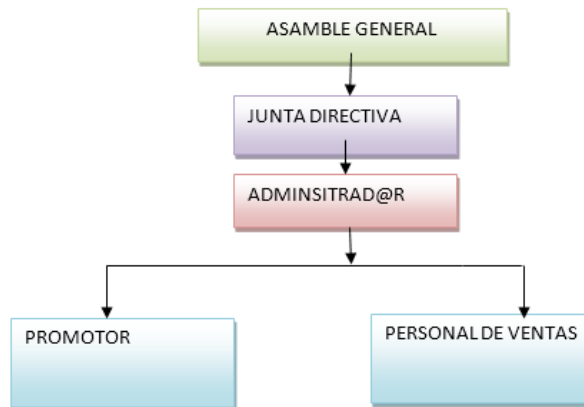 ASAMBLE GENERAL
JUNTA DIRECTIVA
ADMINSITRAD@R
PROMOTOR
PERSONAL DE VENTAS